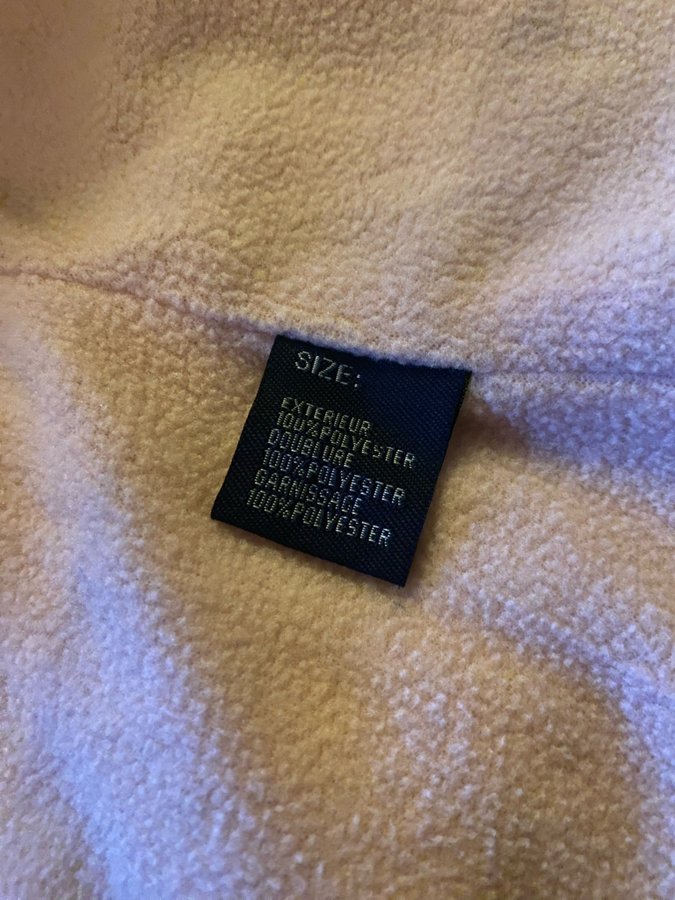 SIZE:
EXTERIEUR
100%POLYESTER
DOUBLURE
100%POLYESTER
GARNISSAGE
100%POLYESTER